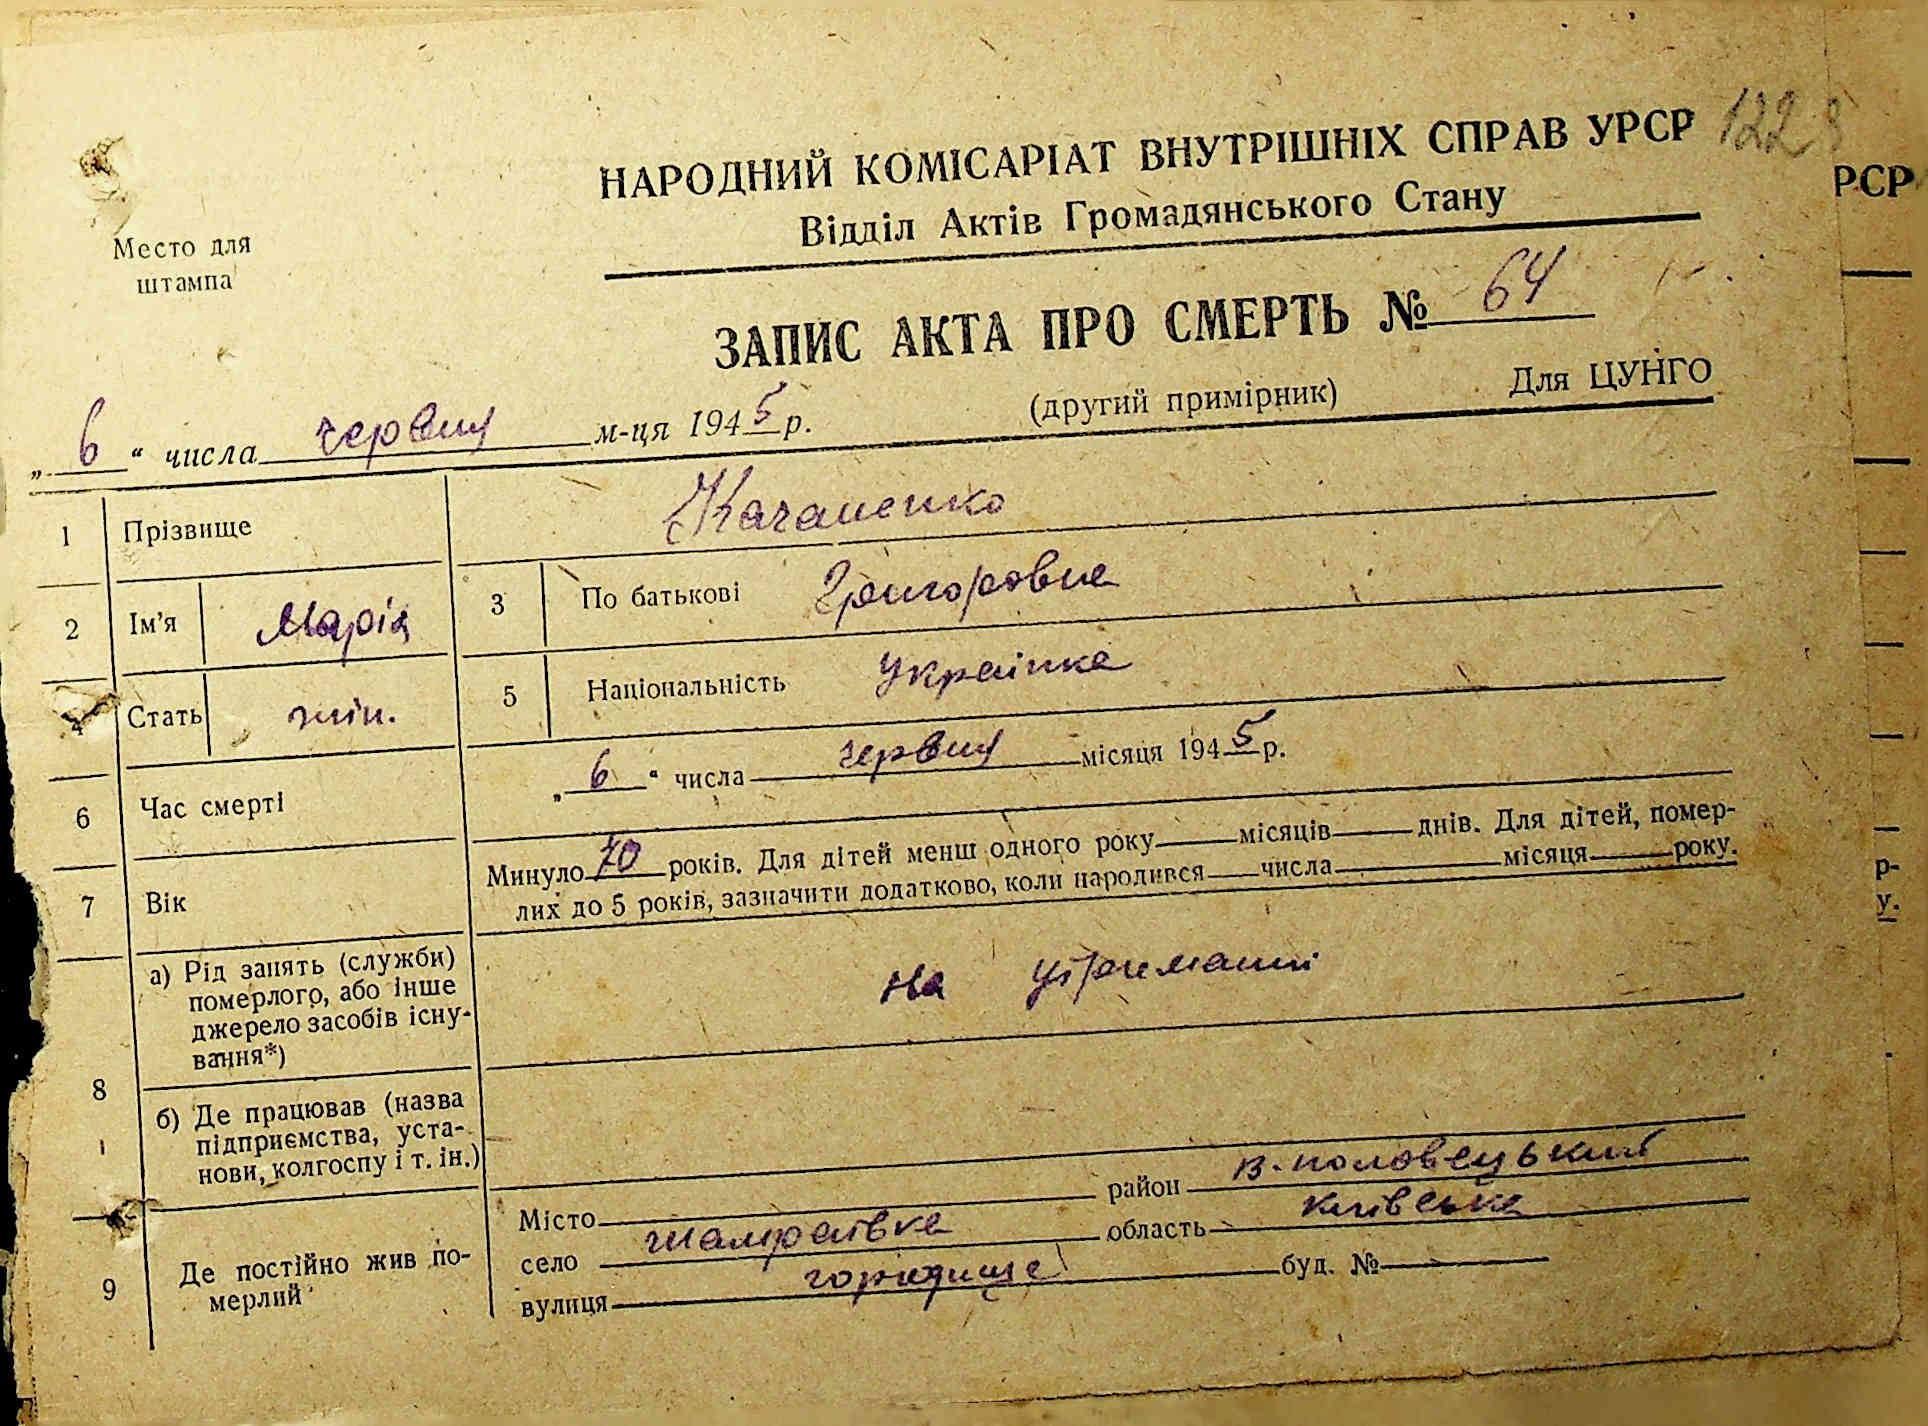 122
НАРОДНИЙ КОМІСАРІАТ ВНУТРІШНІХ СПРАВ УРСР
РСР
Відділ Актів Громадянського Стану
Место для
штампа
ЗАПИС АКТА ПРО СМЕРТЬ № 64
(другий примірник) Для ЦУНГО
„ 6 “ числа червня м-ця 1945 р.
1 Прізвище Качаненко
2 Ім'я Марія 3 По батькові Григоровна
4 Стать жін. 5 Національність Українка
6 Час смерті „ 6 “ числа червня місяця 1945 р.
7 Вік Минуло 70 років. Для дітей менш одного року місяців днів. Для дітей, помер-
лих до 5 років, зазначити додатково, коли народився числа місяця року.
р-
у.
8 а) Рід занять (служби)
померлого, або інше
джерело засобів існу-
вання*)
На утриманні
б) Де працював (назва
підприємства, уста-
нови, колгоспу і т. ін.)
9 Де постійно жив по-
мерлий
Місто район В-половецький
село Шамраївка область Київська
вулиця городище буд. №